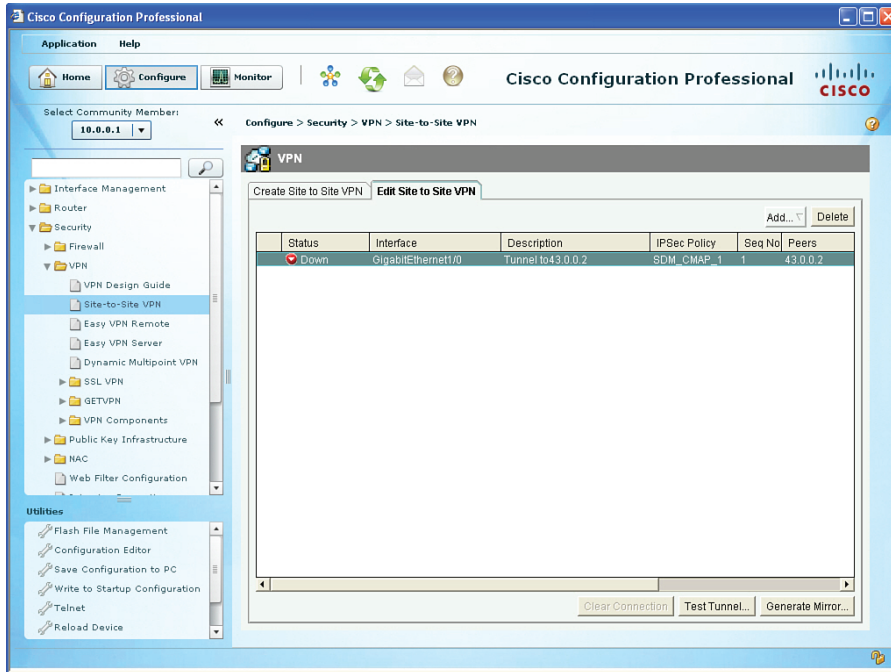 Cisco Configuration Professional
Application Help
Home Configure Monitor Cisco Configuration Professional
CISCO
Select Community Member:
10.0.0.1
Configure > Security > VPN > Site-to-Site VPN
VPN
Create Site to Site VPN Edit Site to Site VPN
Add... Delete
Status Interface Description IPSec Policy Seq No Peers
Down GigabitEthernet1/0 Tunnel to43.0.0.2 SDM_CMAP_1 1 43.0.0.2
Interface Management
Router
Security
Firewall
VPN
VPN Design Guide
Site-to-Site VPN
Easy VPN Remote
Easy VPN Server
Dynamic Multipoint VPN
SSL VPN
GETVPN
VPN Components
Public Key Infrastructure
NAC
Web Filter Configuration
Utilities
Flash File Management
Configuration Editor
Save Configuration to PC
Write to Startup Configuration
Telnet
Reload Device
Clear Connection Test Tunnel... Generate Mirror...